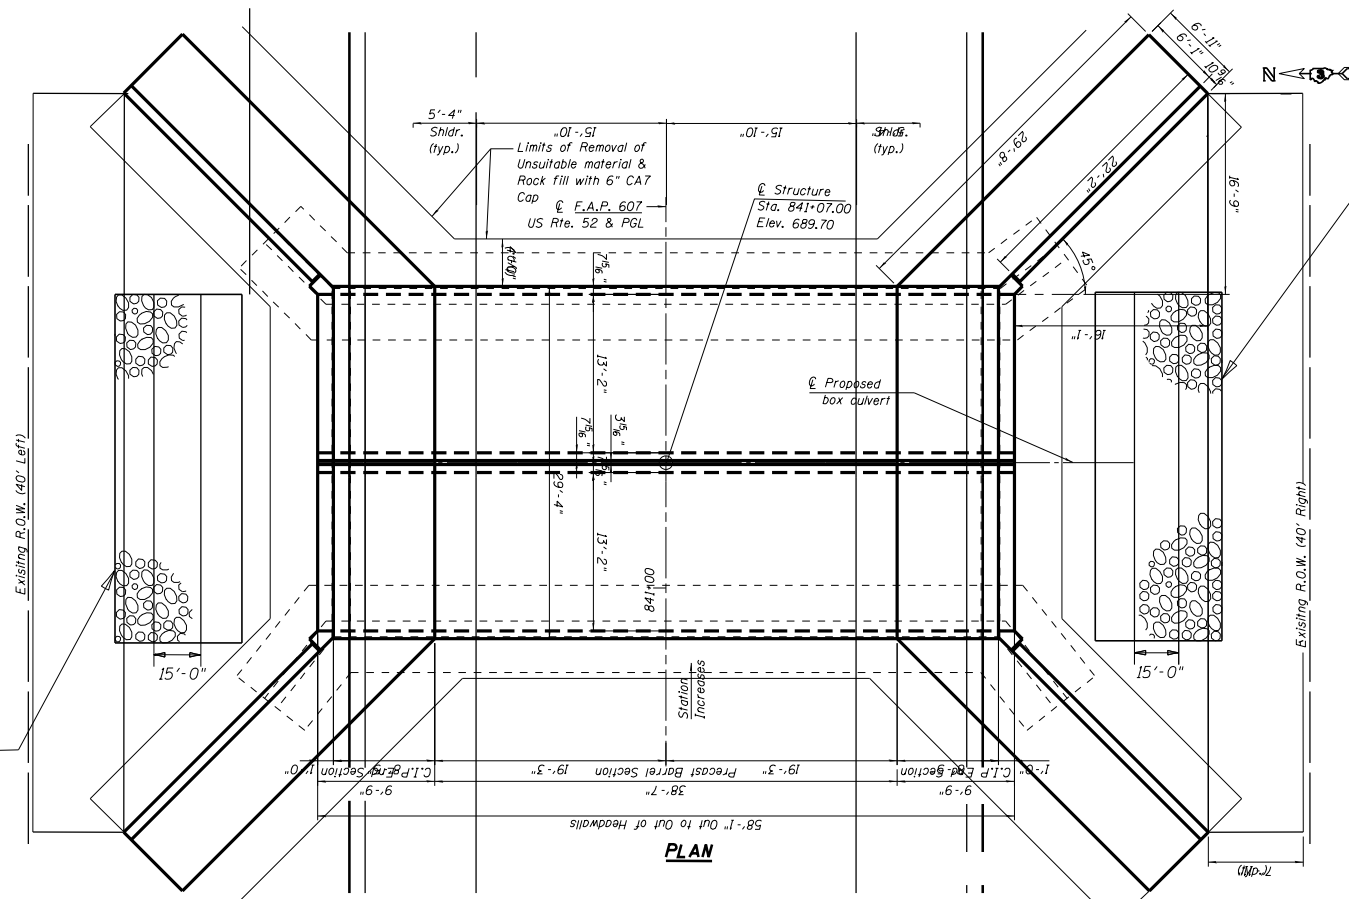 6'-11"
6'-1" 10 9/16"
N
5'-4"
Shldr.
(typ.)
15'-10"
15'-10"
(typ.)
Limits of Removal of
Unsuitable material &
Rock fill with 6" CA7
Cap
℄ F.A.P. 607
US Rte. 52 & PGL
℄ Structure
Sta. 841+07.00
Elev. 689.70
29'-8"
22'-2"
16'-9"
45°
7 5/16"
16'-1"
13'-2"
℄ Proposed
box culvert
7 5/16"
3 5/16"
29'-4"
13'-2"
841+00
Exisitng R.O.W. (40' Left)
Exisitng R.O.W. (40' Right)
15'-0"
15'-0"
Station
Increases
1'-0"
C.I.P. End Section
19'-3"
Precast Barrel Section
19'-3"
C.I.P. End Section
1'-0"
9'-9"
38'-7"
9'-9"
58'-1" Out to Out of Headwalls
PLAN